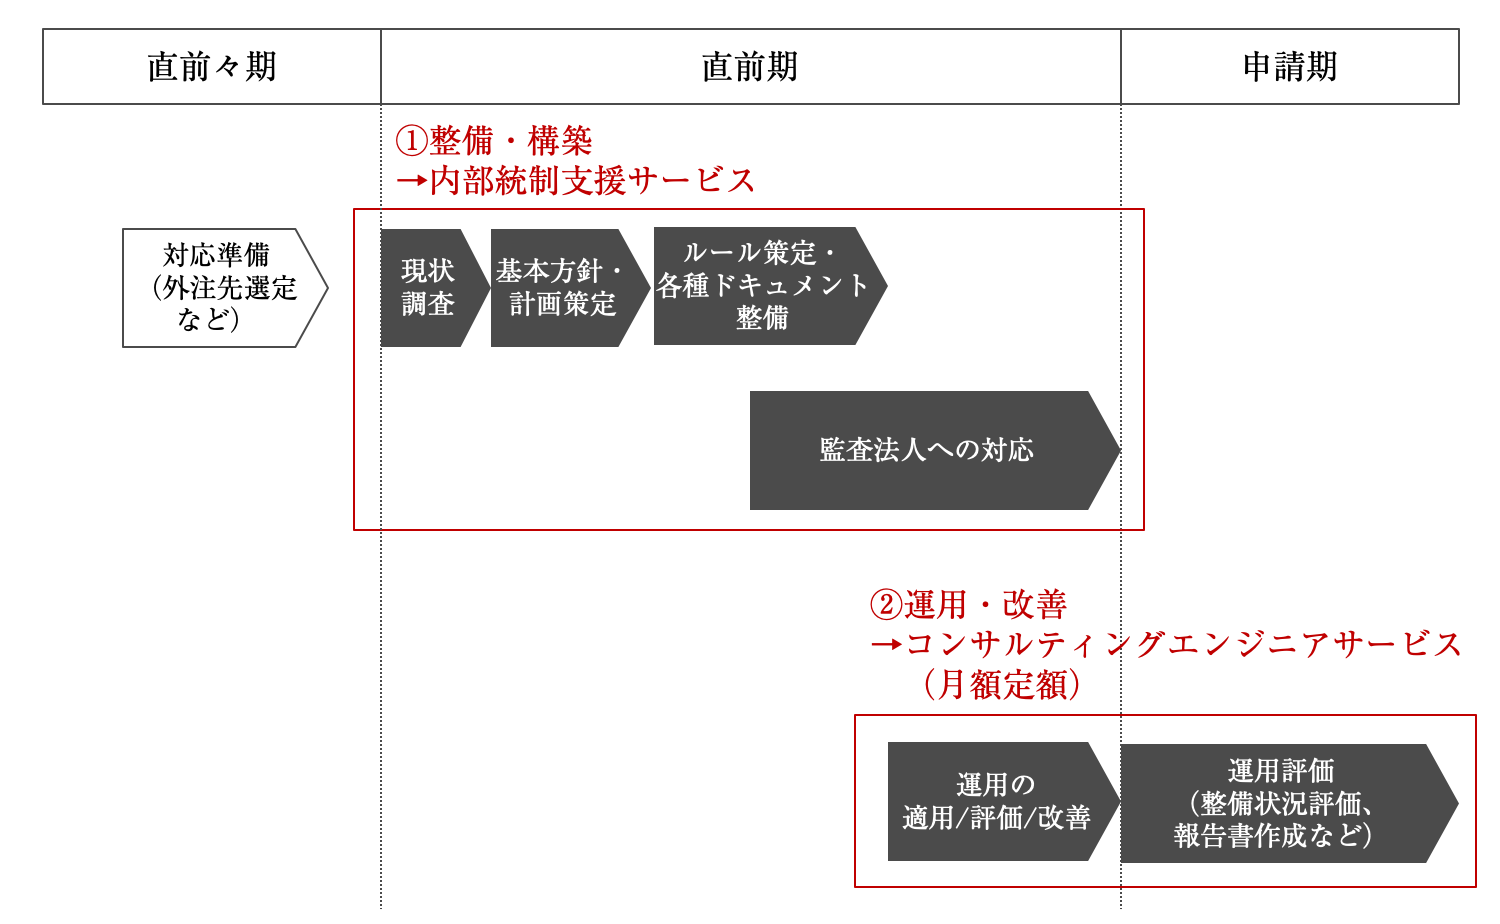 直前々期
直前期
申請期
①整備・構築
→内部統制支援サービス
対応準備
（外注先選定
など）
現状
調査
基本方針・
計画策定
ルール策定・
各種ドキュメント
整備
監査法人への対応
②運用・改善
→コンサルティングエンジニアサービス
（月額定額）
運用の
適用/評価/改善
運用評価
（整備状況評価、
報告書作成など）